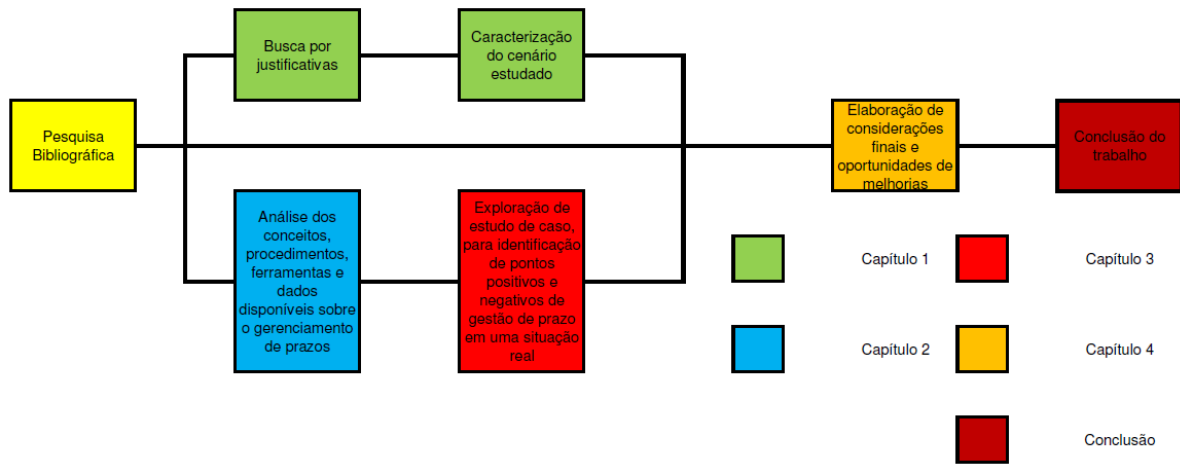 Busca por
justificativas
Caracterização
do cenário
estudado
Pesquisa
Bibliográfica
Elaboração de
considerações
finais e
oportunidades de
melhorias
Conclusão do
trabalho
Análise dos
conceitos,
procedimentos,
ferramentas e
dados
disponíveis sobre
o gerenciamento
de prazos
Exploração de
estudo de caso,
para identificação
de pontos
positivos e
negativos de
gestão de prazo
em uma situação
real
Capítulo 1
Capítulo 3
Capítulo 2
Capítulo 4
Conclusão